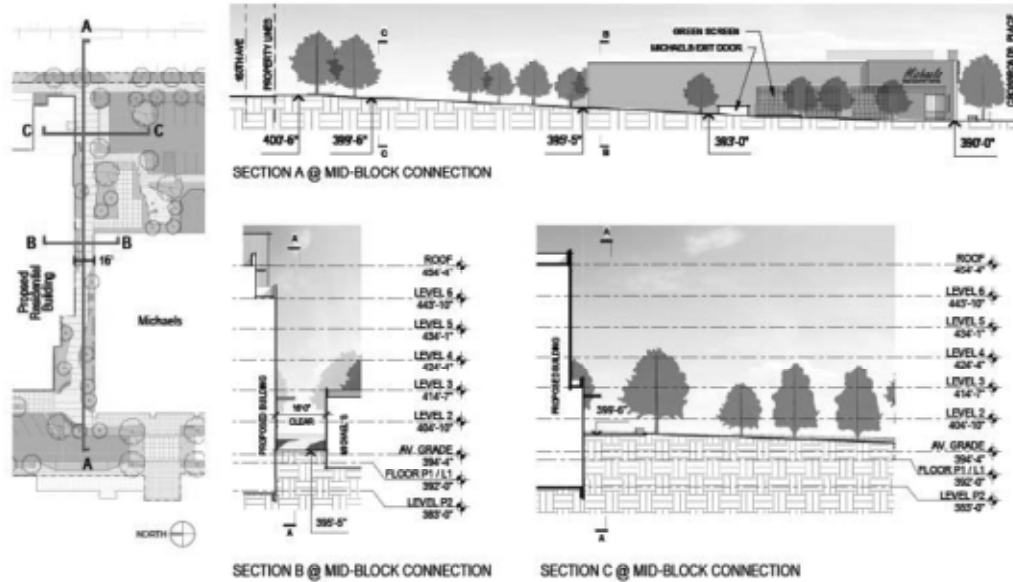 A
C
C
B
B
16'
Proposed
Residential
Building
Michaels
A
NORTH
160TH AVE
PROPERTY LINES
C
B
GREEN SCREEN
MICHAELS EXIT DOOR
Michaels
400'-6"
399'-6"
C
395'-5"
B
393'-0"
390'-0"
SECTION A @ MID-BLOCK CONNECTION
A
ROOF
454'-4"
LEVEL 6
443'-10"
LEVEL 5
434'-1"
LEVEL 4
424'-4"
LEVEL 3
414'-7"
LEVEL 2
404'-10"
AV. GRADE
394'-4"
FLOOR P1 / L1
392'-0"
LEVEL P2
383'-0"
PROPOSED BUILDING
16'-0"
CLEAR
MICHAEL'S
395'-5"
A
SECTION B @ MID-BLOCK CONNECTION
A
ROOF
454'-4"
LEVEL 6
443'-10"
LEVEL 5
434'-1"
LEVEL 4
424'-4"
LEVEL 3
414'-7"
LEVEL 2
404'-10"
AV. GRADE
394'-4"
FLOOR P1 / L1
392'-0"
LEVEL P2
383'-0"
PROPOSED BUILDING
399'-6"
A
SECTION C @ MID-BLOCK CONNECTION